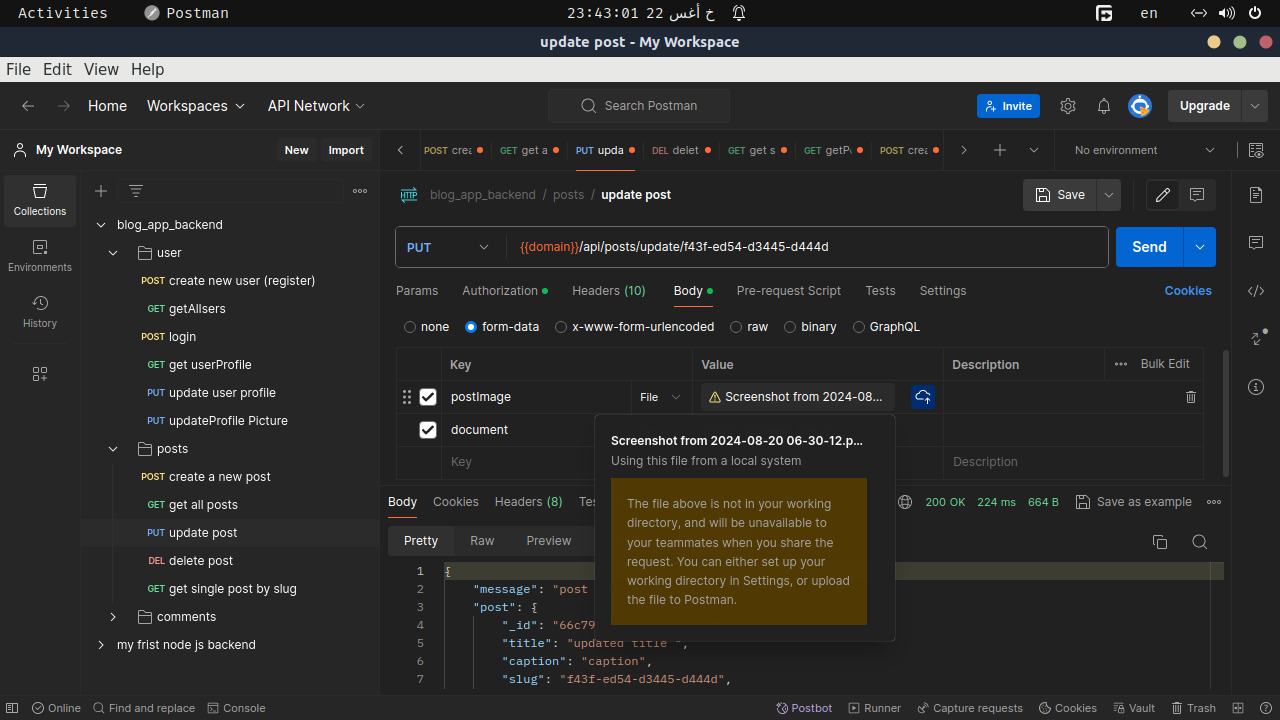 Activities Postman 23:43:01 22 خ أغس en
update post - My Workspace
File Edit View Help
Home Workspaces API Network Search Postman Invite Upgrade
My Workspace New Import
POST crea GET get a PUT upda DEL delet GET get s GET getP POST crea No environment
Collections
Environments
History
blog_app_backend
user
POST create new user (register)
GET getAllsers
POST login
GET get userProfile
PUT update user profile
PUT updateProfile Picture
posts
POST create a new post
GET get all posts
PUT update post
DEL delete post
GET get single post by slug
comments
my frist node js backend
HTTP blog_app_backend / posts / update post Save
PUT {{domain}}/api/posts/update/f43f-ed54-d3445-d444d Send
Params Authorization Headers (10) Body Pre-request Script Tests Settings Cookies
none form-data x-www-form-urlencoded raw binary GraphQL
Key Value Description Bulk Edit
postImage File Screenshot from 2024-08...
document
Key Description
Screenshot from 2024-08-20 06-30-12.p...
Using this file from a local system
The file above is not in your working
directory, and will be unavailable to
your teammates when you share the
request. You can either set up your
working directory in Settings, or upload
the file to Postman.
Body Cookies Headers (8) Tes 200 OK 224 ms 664 B Save as example
Pretty Raw Preview
1 {
2 "message": "post
3 "post": {
4 "_id": "66c79
5 "title": "updated title ",
6 "caption": "caption",
7 "slug": "f43f-ed54-d3445-d444d",
Online Find and replace Console Postbot Runner Capture requests Cookies Vault Trash